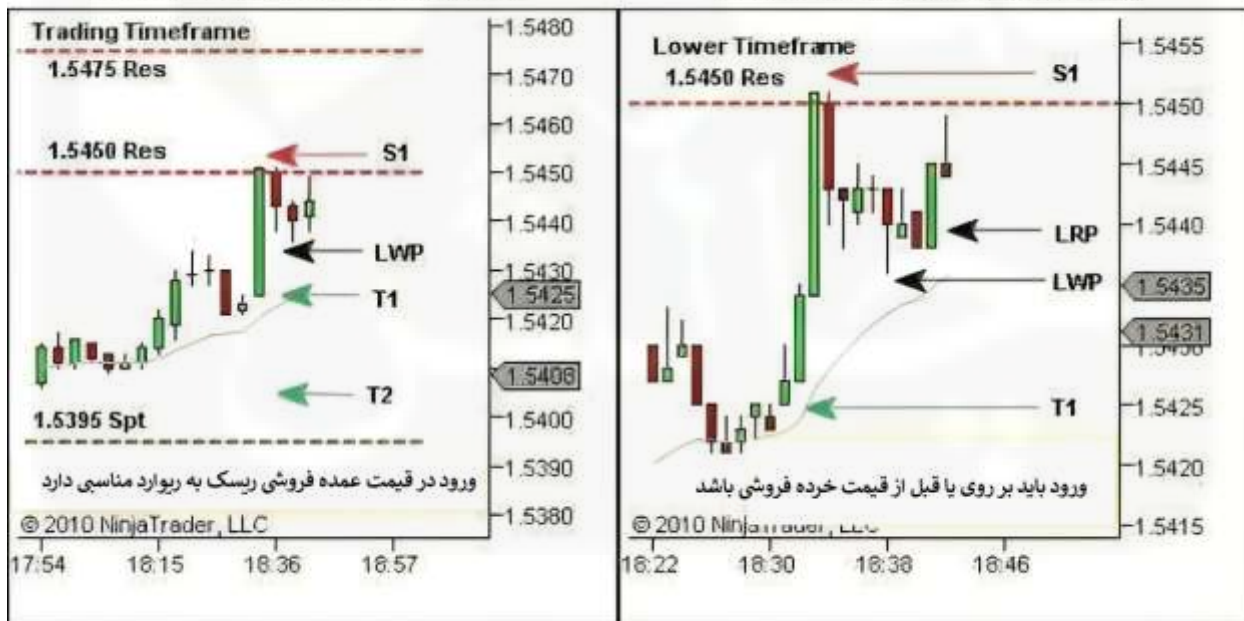 Trading Timeframe
1.5475 Res
1.5450 Res
S1
LWP
T1
T2
1.5395 Spt
ورود در قیمت عمده فروشی ریسک به ریوارد مناسبی دارد
© 2010 NinjaTrader, LLC
1.5480
1.5470
1.5460
1.5450
1.5440
1.5430
1.5425
1.5420
1.5408
1.5400
1.5390
1.5380
17:54
18:15
18:36
18:57
Lower Timeframe
1.5450 Res
S1
LRP
LWP
T1
ورود باید بر روی یا قبل از قیمت خرده فروشی باشد
© 2010 NinjaTrader, LLC
1.5455
1.5450
1.5445
1.5440
1.5435
1.5431
1.5430
1.5425
1.5420
1.5415
18:22
18:30
18:38
18:46